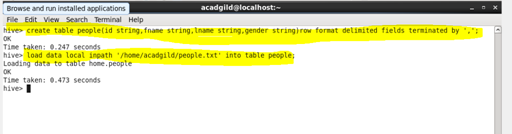 Browse and run installed applications
acadgild@localhost:~
File Edit View Search Terminal Help
hive> create table people(id string,fname string,lname string,gender string)row format delimited fields terminated by ',';
OK
Time taken: 0.247 seconds
hive> load data local inpath '/home/acadgild/people.txt' into table people;
Loading data to table home.people
OK
Time taken: 0.473 seconds
hive>